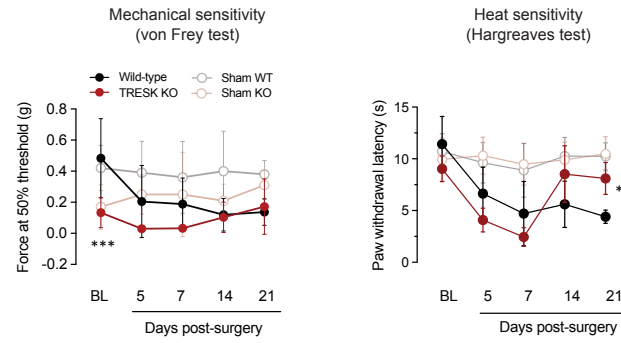 Mechanical sensitivity
(von Frey test)
Wild-type
Sham WT
TRESK KO
Sham KO
Force at 50% threshold (g)
0.8
0.6
0.4
0.2
0.0
-0.2
***
BL 5 7 14 21
Days post-surgery
Heat sensitivity
(Hargreaves test)
Paw withdrawal latency (s)
15
10
5
0
*
BL 5 7 14 21
Days post-surgery